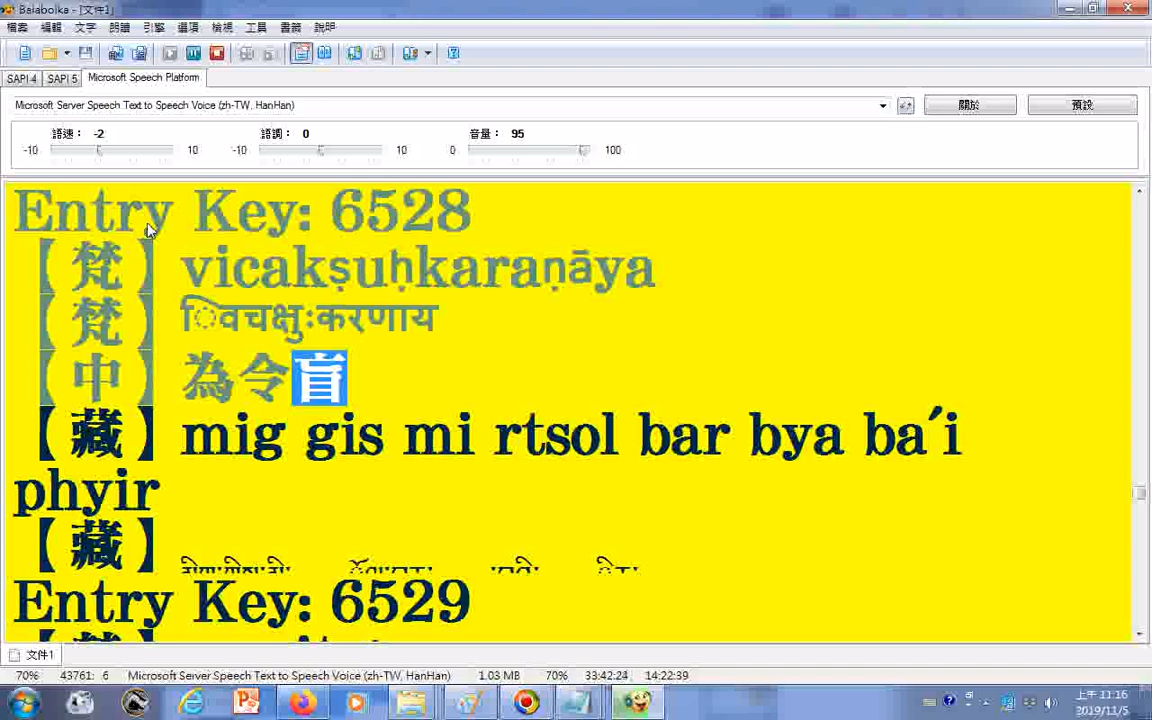 Balabolka - [文件1]
檔案 編輯 文字 朗讀 引擎 選項 檢視 工具 書籤 說明
SAPI 4 SAPI 5 Microsoft Speech Platform
Microsoft Server Speech Text to Speech Voice (zh-TW, HanHan) 關於 預設
語速： -2 語調： 0 音量： 95
-10 10 -10 10 0 100
Entry Key: 6528
【梵】 vicakṣuḥkaraṇāya
【梵】 विचक्षुःकरणाय
【中】 為令盲
【藏】 mig gis mi rtsol bar bya ba´i
phyir
【藏】
Entry Key: 6529
文件1
70% 43761: 6 Microsoft Server Speech Text to Speech Voice (zh-TW, HanHan) 1.03 MB 70% 33:42:24 14:22:39
上午 11:16
2019/11/5